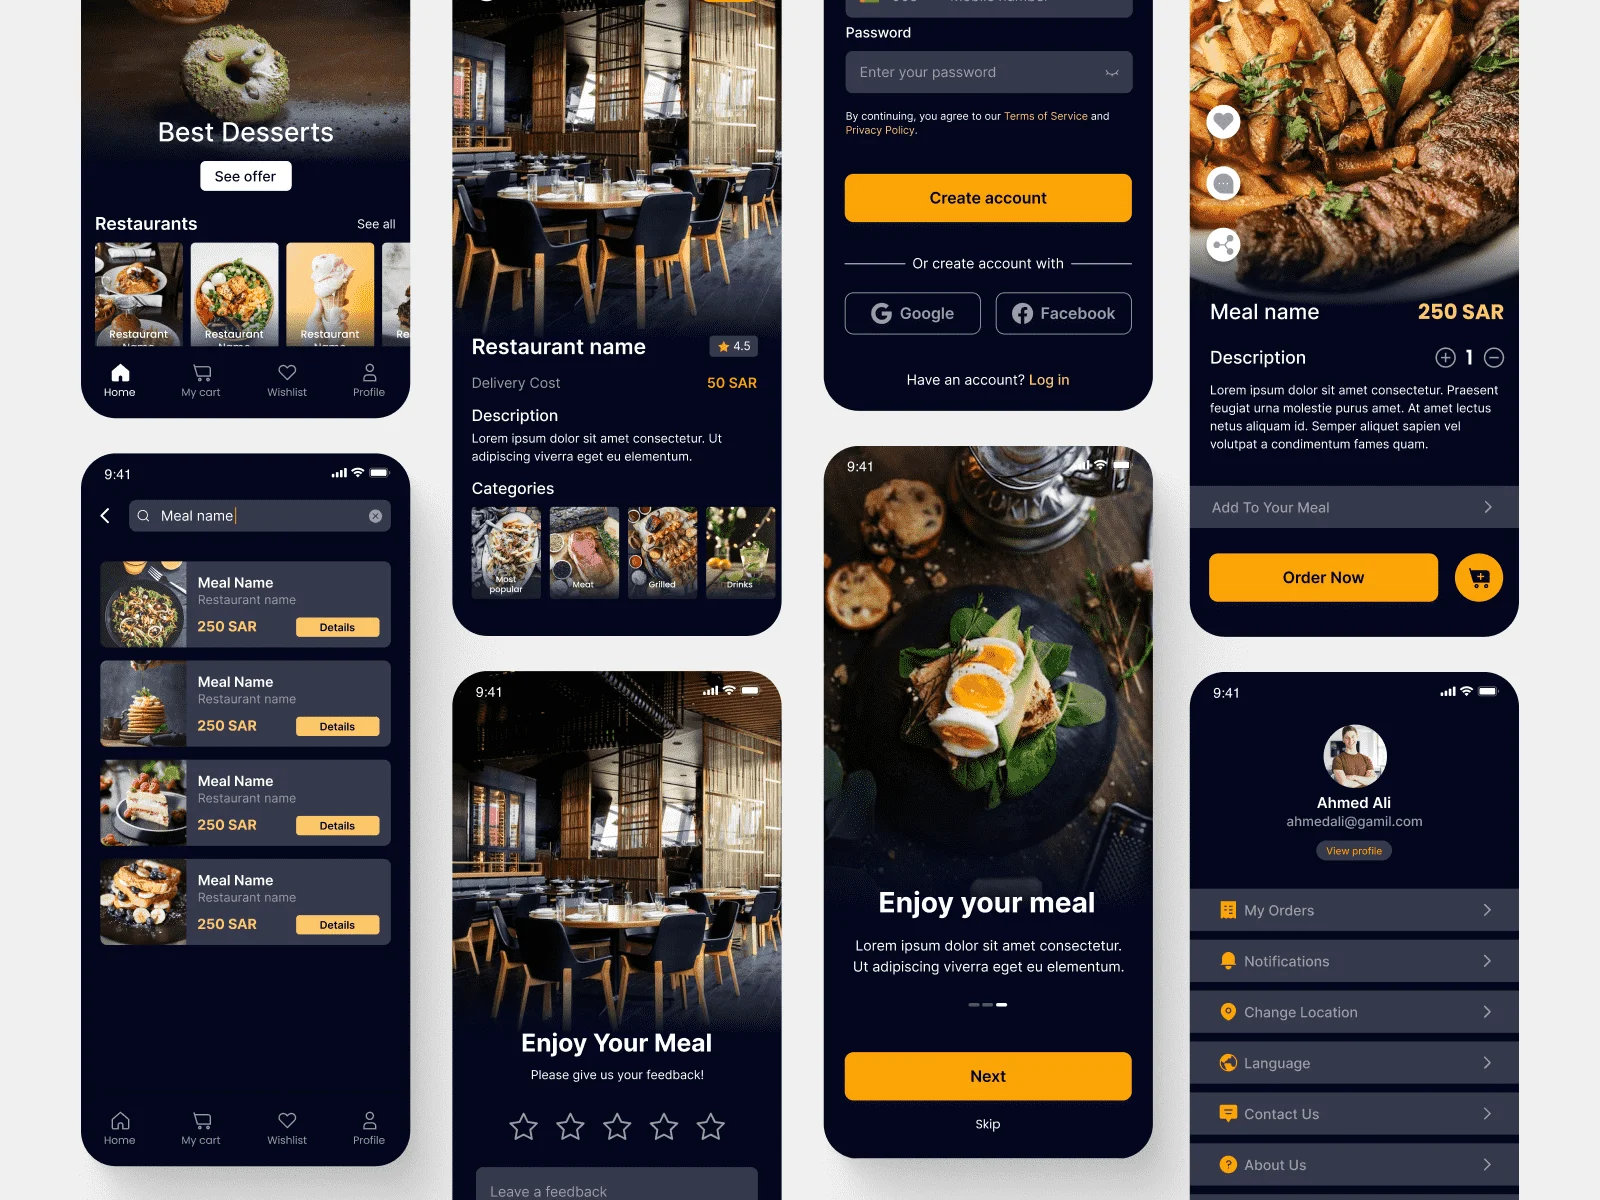 Best Desserts
See offer
Restaurants
See all
Restaurant
Restaurant
Restaurant
Home
My cart
Wishlist
Profile
9:41
Meal name
Meal Name
Restaurant name
250 SAR
Details
Meal Name
Restaurant name
250 SAR
Details
Meal Name
Restaurant name
250 SAR
Details
Meal Name
Restaurant name
250 SAR
Details
Home
My cart
Wishlist
Profile
Restaurant name
4.5
Delivery Cost
50 SAR
Description
Lorem ipsum dolor sit amet consectetur. Ut
adipiscing viverra eget eu elementum.
Categories
Most
popular
Meat
Grilled
Drinks
9:41
Enjoy Your Meal
Please give us your feedback!
Leave a feedback
Password
Enter your password
By continuing, you agree to our Terms of Service and
Privacy Policy.
Create account
Or create account with
Google
Facebook
Have an account? Log in
9:41
Enjoy your meal
Lorem ipsum dolor sit amet consectetur.
Ut adipiscing viverra eget eu elementum.
Next
Skip
Meal name
250 SAR
Description
1
Lorem ipsum dolor sit amet consectetur. Praesent
feugiat urna molestie purus amet. At amet lectus
netus aliquam id. Semper aliquet sapien vel
volutpat a condimentum fames quam.
Add To Your Meal
Order Now
9:41
Ahmed Ali
ahmedali@gamil.com
View profile
My Orders
Notifications
Change Location
Language
Contact Us
About Us